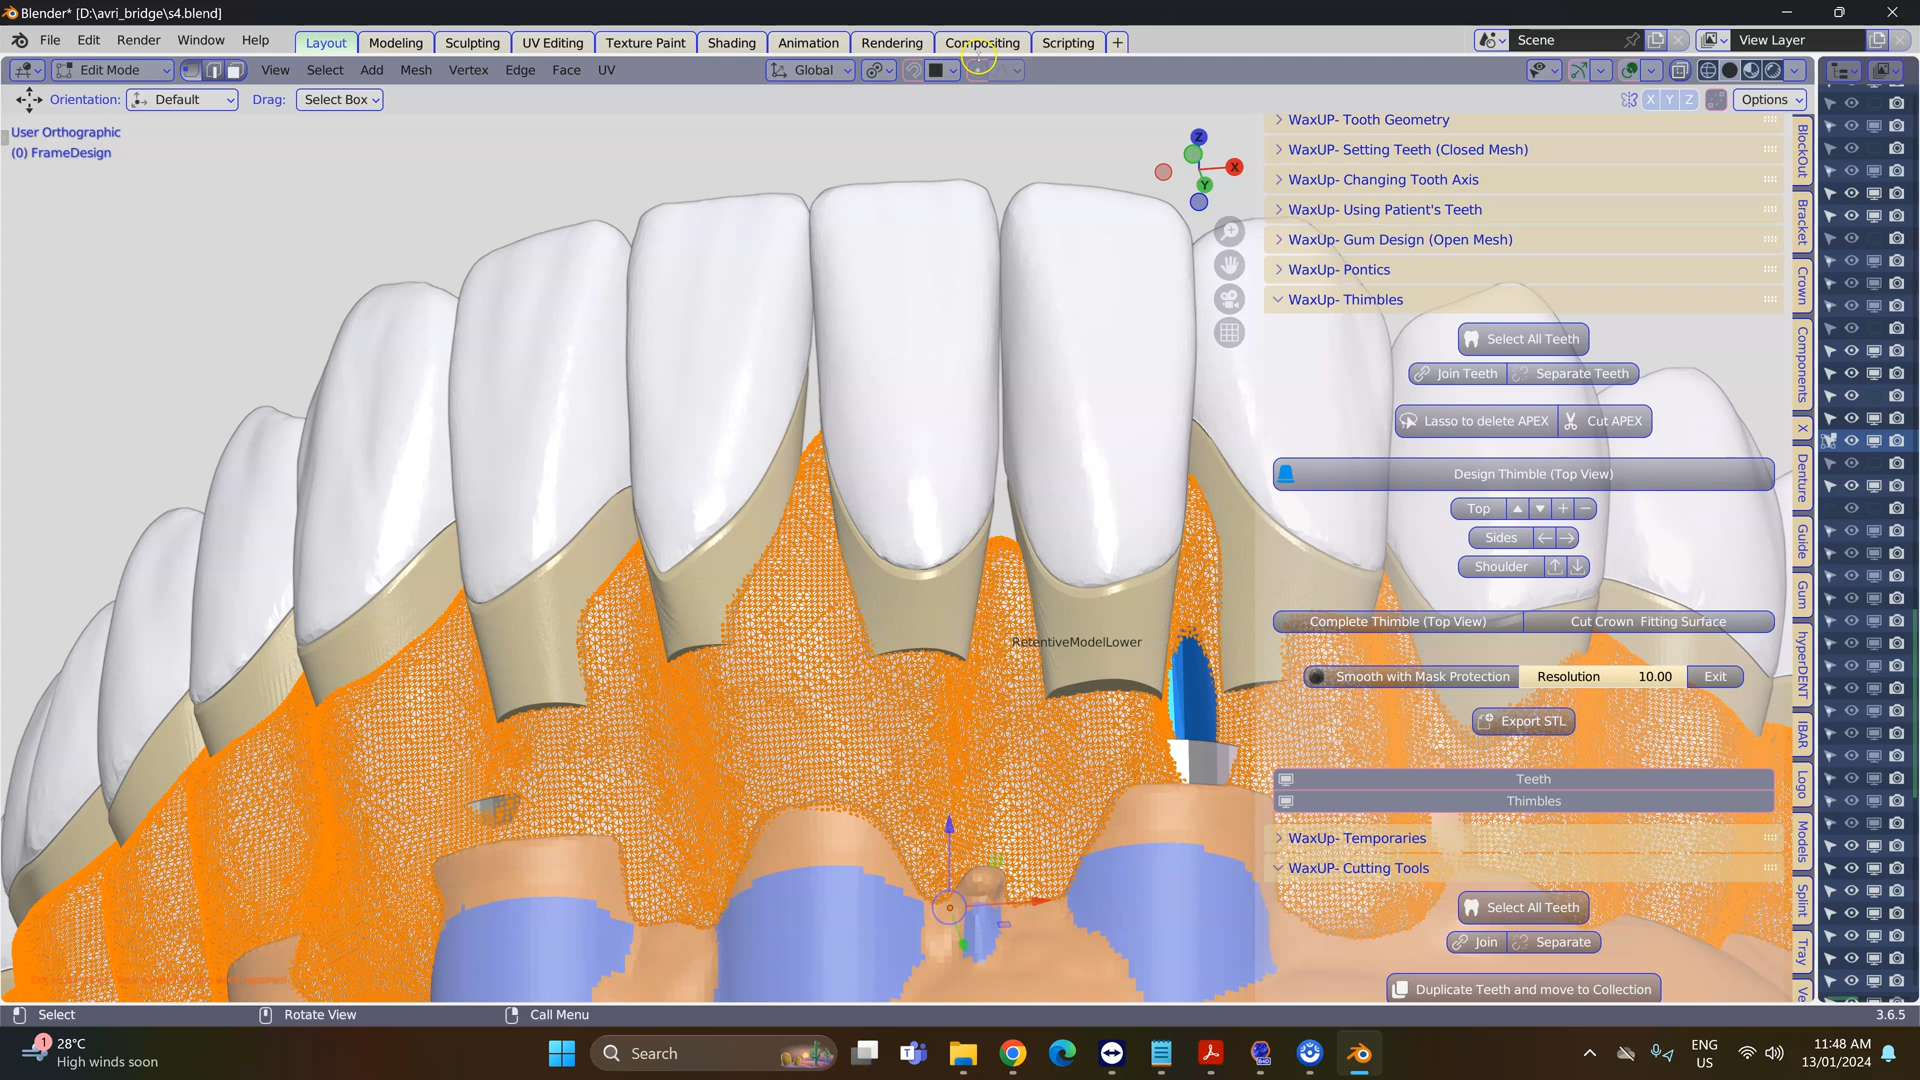 Blender* [D:\avri_bridge\s4.blend]
File Edit Render Window Help Layout Modeling Sculpting UV Editing Texture Paint Shading Animation Rendering Compositing Scripting + Scene View Layer
Edit Mode View Select Add Mesh Vertex Edge Face UV Global
Orientation: Default Drag: Select Box X Y Z Options
User Orthographic
(0) FrameDesign
Z
X
Y
WaxUP- Tooth Geometry
WaxUP- Setting Teeth (Closed Mesh)
WaxUp- Changing Tooth Axis
WaxUp- Using Patient's Teeth
WaxUp- Gum Design (Open Mesh)
WaxUp- Pontics
WaxUp- Thimbles
Select All Teeth
Join Teeth Separate Teeth
Lasso to delete APEX Cut APEX
Design Thimble (Top View)
Top
Sides
Shoulder
Complete Thimble (Top View) Cut Crown Fitting Surface
RetentiveModelLower
Smooth with Mask Protection Resolution 10.00 Exit
Export STL
Teeth
Thimbles
WaxUp- Temporaries
WaxUP- Cutting Tools
Select All Teeth
Join Separate
Duplicate Teeth and move to Collection
BlockOut
Bracket
Crown
Components
X
Denture
Guide
Gum
hyperDENT
IBAR
Logo
Models
Splint
Tray
Ve
Select Rotate View Call Menu 3.6.5
1 28°C
High winds soon
Search
ENG
US
11:48 AM
13/01/2024